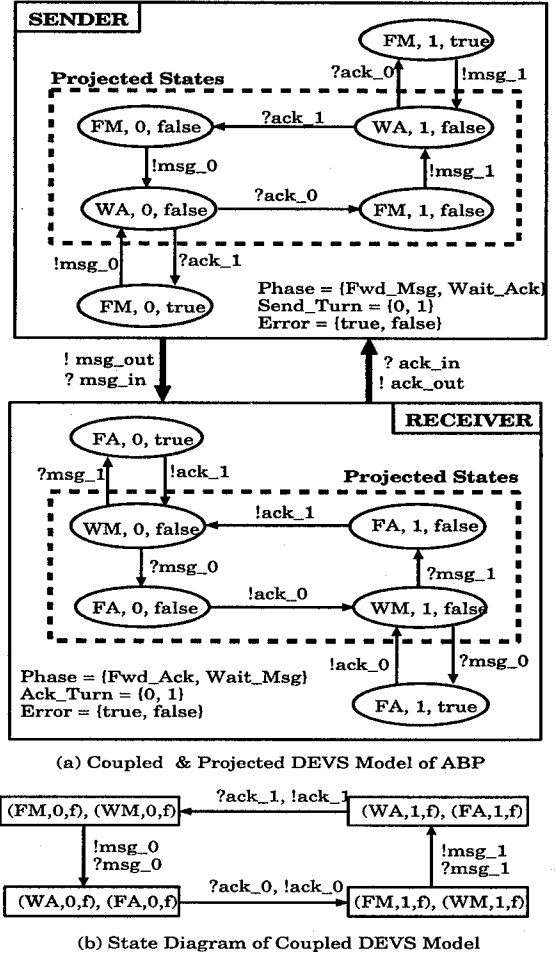 SENDER
FM, 1, true
?ack_0
!msg_1
Projected States
FM, 0, false
?ack_1
WA, 1, false
!msg_0
!msg_1
WA, 0, false
?ack_0
FM, 1, false
!msg_0
?ack_1
FM, 0, true
Phase = {Fwd_Msg, Wait_Ack}
Send_Turn = {0, 1}
Error = {true, false}
! msg_out
? msg_in
? ack_in
! ack_out
RECEIVER
FA, 0, true
?msg_1
!ack_1
Projected States
WM, 0, false
!ack_1
FA, 1, false
?msg_0
?msg_1
FA, 0, false
!ack_0
WM, 1, false
!ack_0
?msg_0
FA, 1, true
Phase = {Fwd_Ack, Wait_Msg}
Ack_Turn = {0, 1}
Error = {true, false}
(a) Coupled & Projected DEVS Model of ABP
(FM,0,f), (WM,0,f)
?ack_1, !ack_1
(WA,1,f), (FA,1,f)
!msg_0
?msg_0
!msg_1
?msg_1
(WA,0,f), (FA,0,f)
?ack_0, !ack_0
(FM,1,f), (WM,1,f)
(b) State Diagram of Coupled DEVS Model